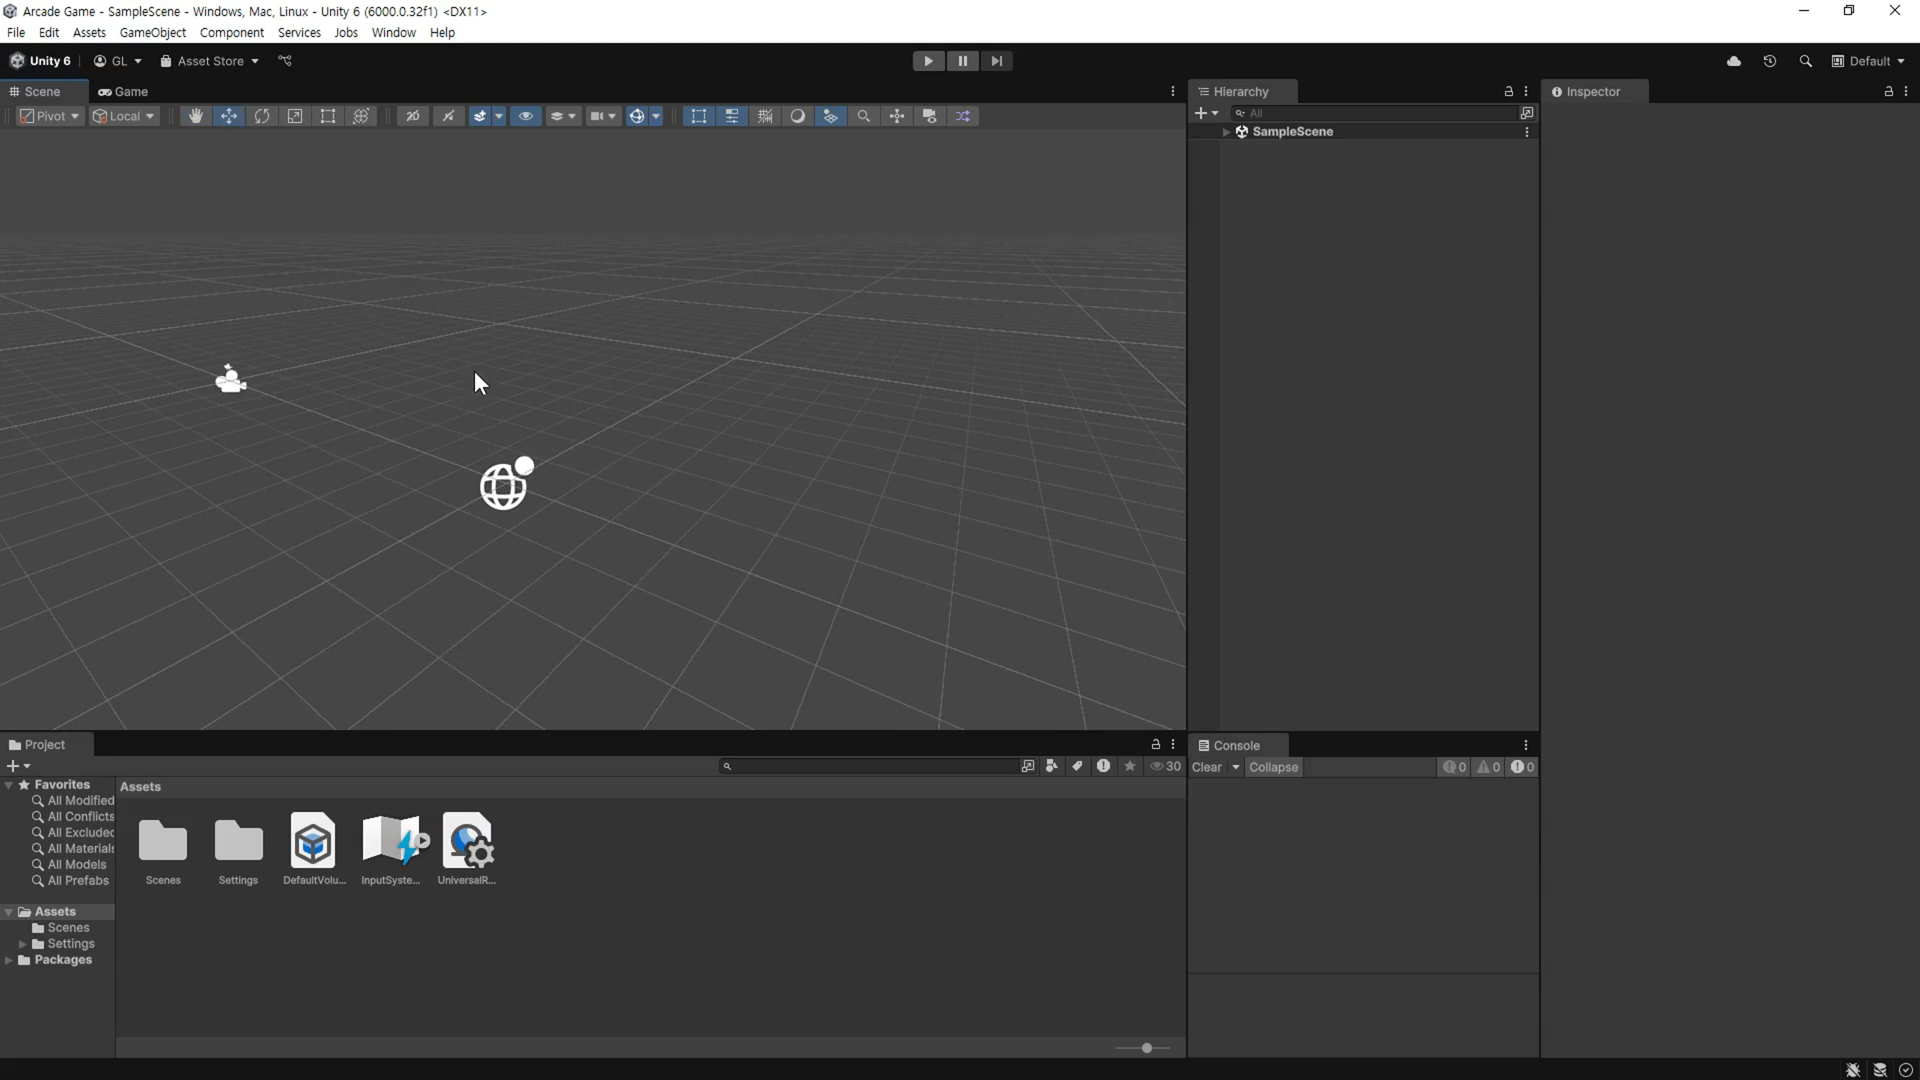 Arcade Game - SampleScene - Windows, Mac, Linux - Unity 6 (6000.0.32f1) <DX11>
File Edit Assets GameObject Component Services Jobs Window Help
Unity 6 GL Asset Store Default
Scene Game
Pivot Local
Hierarchy
All
SampleScene
Inspector
Project
30
Favorites
All Modified
All Conflicts
All Excluded
All Materials
All Models
All Prefabs
Assets
Scenes
Settings
Packages
Assets
Scenes Settings DefaultVolu... InputSyste... UniversalR...
Console
Clear Collapse 0 0 0